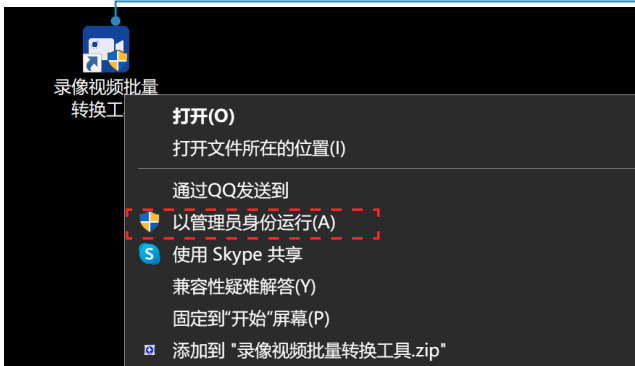 录像视频批量
转换工
打开(O)
打开文件所在的位置(I)
通过QQ发送到
以管理员身份运行(A)
使用 Skype 共享
兼容性疑难解答(Y)
固定到"开始"屏幕(P)
添加到 "录像视频批量转换工具.zip"